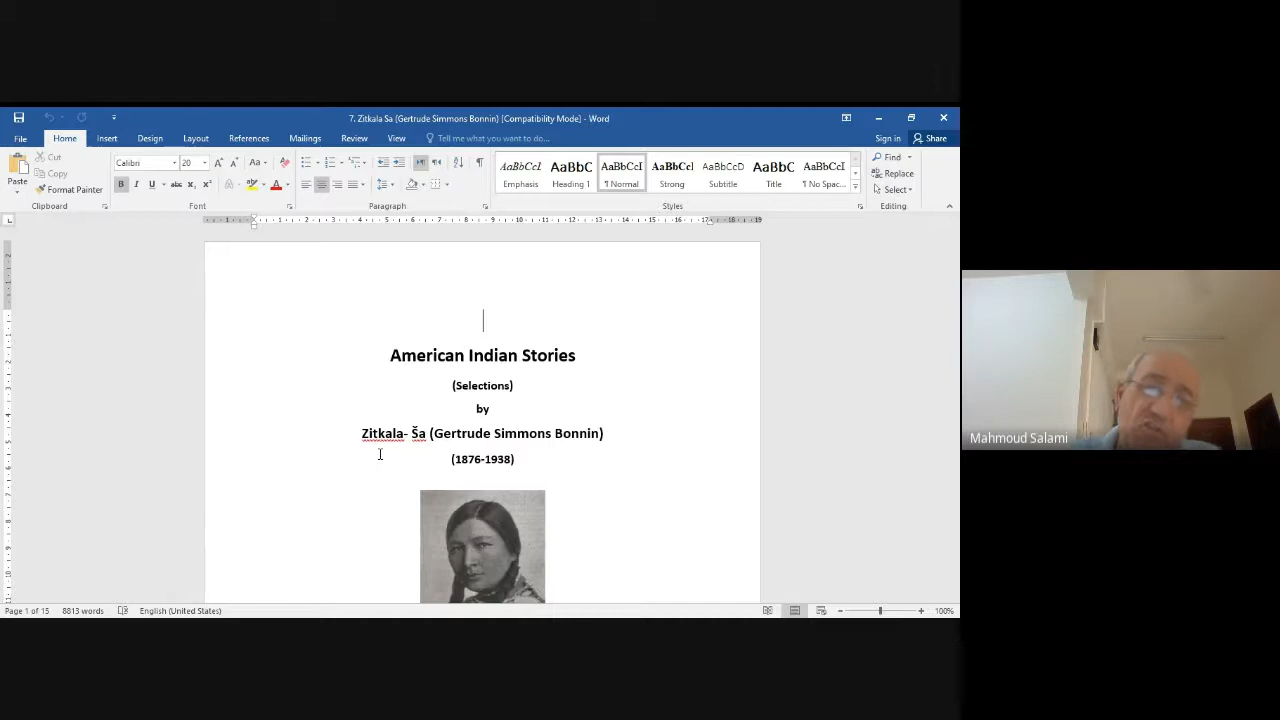 7. Zitkala Sa (Gertrude Simmons Bonnin) [Compatibility Mode] - Word
File Home Insert Design Layout References Mailings Review View Tell me what you want to do... Sign in Share
Paste
Cut
Copy
Format Painter
Clipboard
Calibri 20
Font
Paragraph
AaBbCcI AaBbC AaBbCcI AaBbCcI AaBbCcD AaBbC AaBbCcI
Emphasis Heading 1 ¶ Normal Strong Subtitle Title ¶ No Spac...
Styles
Find
Replace
Select
Editing
American Indian Stories
(Selections)
by
Zitkala- Ša (Gertrude Simmons Bonnin)
(1876-1938)
Page 1 of 15 8813 words English (United States) 100%
Mahmoud Salami